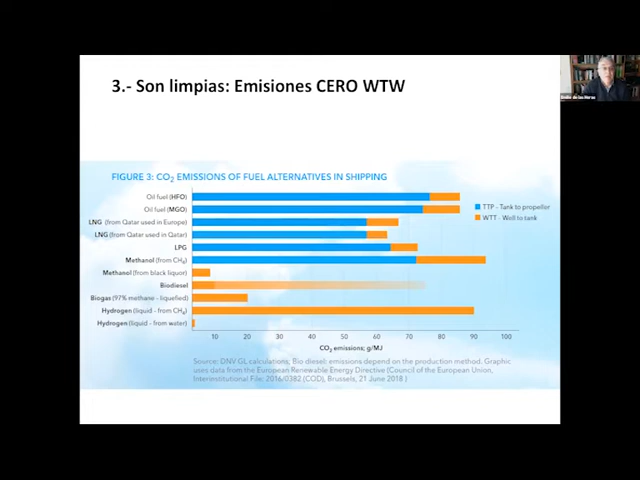 3.- Son limpias: Emisiones CERO WTW
FIGURE 3: CO2 EMISSIONS OF FUEL ALTERNATIVES IN SHIPPING
Oil fuel (HFO)
Oil fuel (MGO)
LNG (from Qatar used in Europe)
LNG (from Qatar used in Qatar)
LPG
Methanol (from CH4)
Methanol (from black liquor)
Biodiesel
Biogas (97% methane - liquefied)
Hydrogen (liquid - from CH4)
Hydrogen (liquid - from water)
TTP - Tank to propellor
WTT - Well to tank
10 20 30 40 50 60 70 80 90 100
CO2 emissions; g/MJ
Source: DNV GL calculations; Bio diesel: emissions depend on the production method. Graphic
uses data from the European Renewable Energy Directive (Council of the European Union,
Interinstitutional File: 2016/0382 (COD), Brussels, 21 June 2018 )